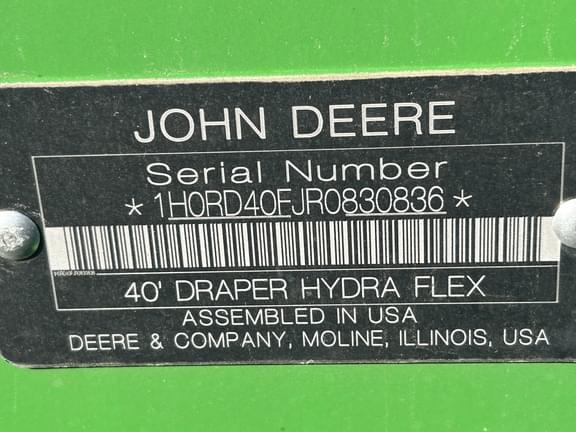 JOHN DEERE
Serial Number
* 1H0RD40FJR0830836 *
40' DRAPER HYDRA FLEX
ASSEMBLED IN USA
DEERE & COMPANY, MOLINE, ILLINOIS, USA